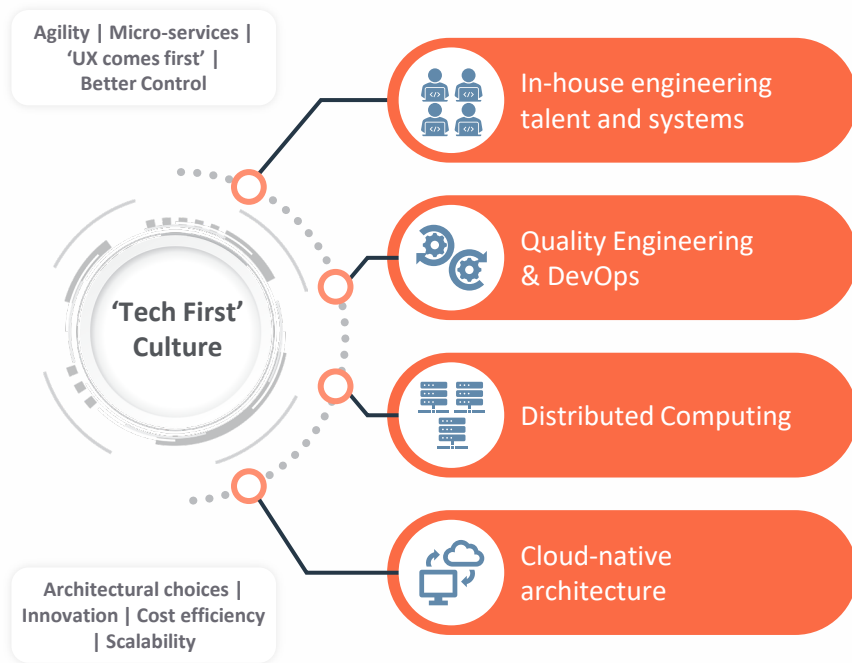 Agility | Micro-services |
‘UX comes first’ |
Better Control
In-house engineering
talent and systems
Quality Engineering
& DevOps
‘Tech First’
Culture
Distributed Computing
Cloud-native
architecture
Architectural choices |
Innovation | Cost efficiency
| Scalability